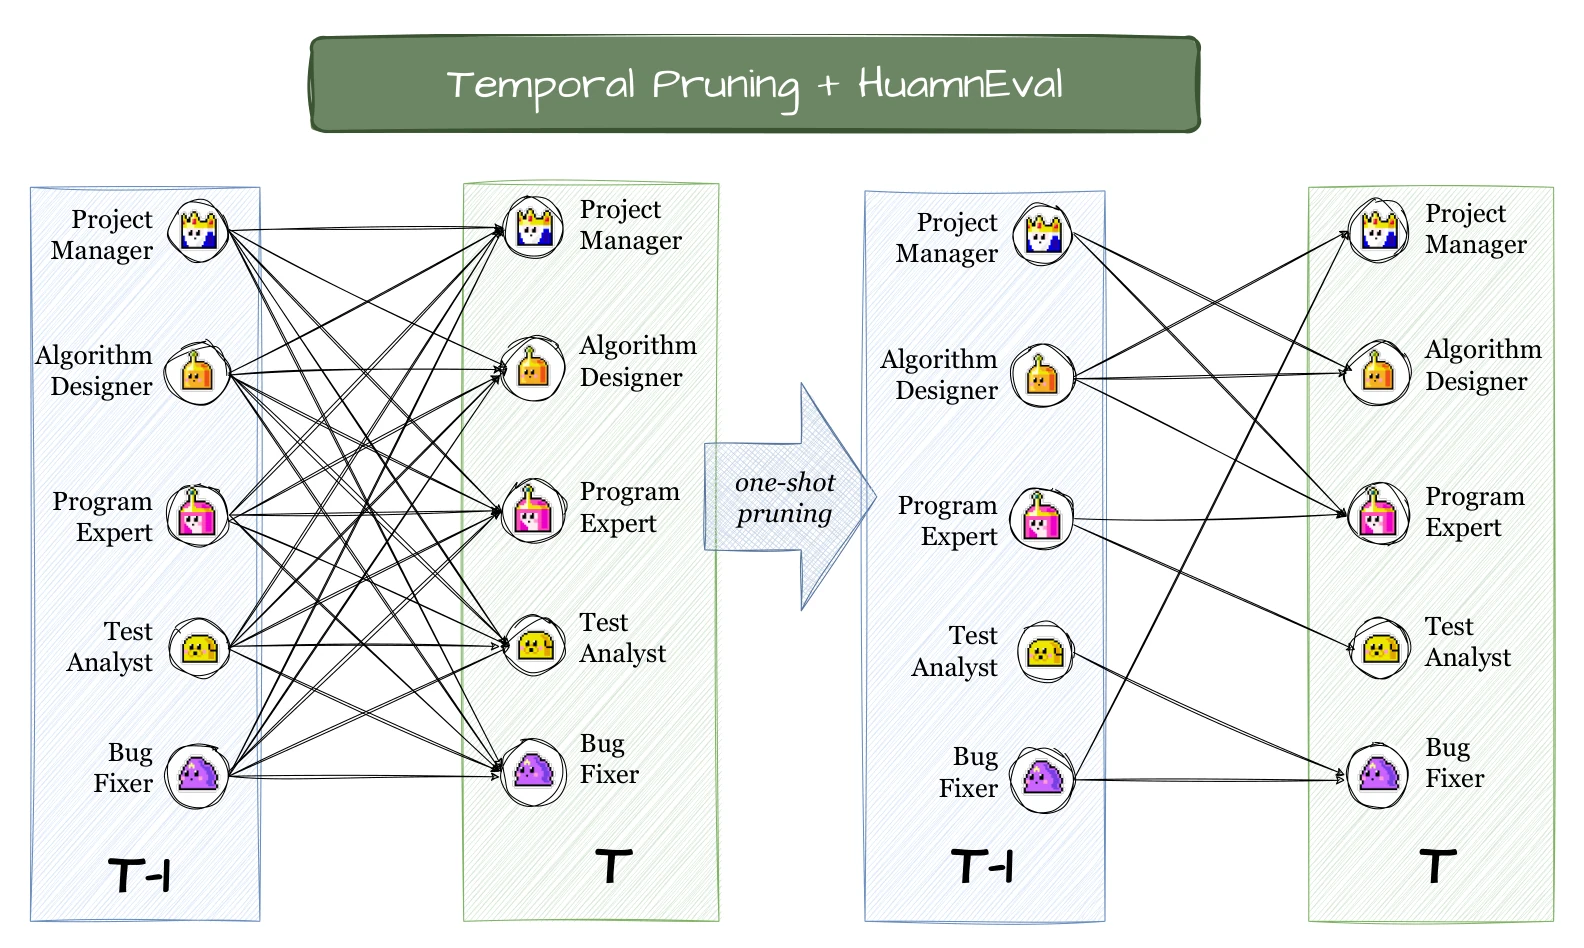 Temporal Pruning + HuamnEval
Project
Manager
Algorithm
Designer
Program
Expert
Test
Analyst
Bug
Fixer
T-1
Project
Manager
Algorithm
Designer
Program
Expert
Test
Analyst
Bug
Fixer
T
one-shot
pruning
Project
Manager
Algorithm
Designer
Program
Expert
Test
Analyst
Bug
Fixer
T-1
Project
Manager
Algorithm
Designer
Program
Expert
Test
Analyst
Bug
Fixer
T